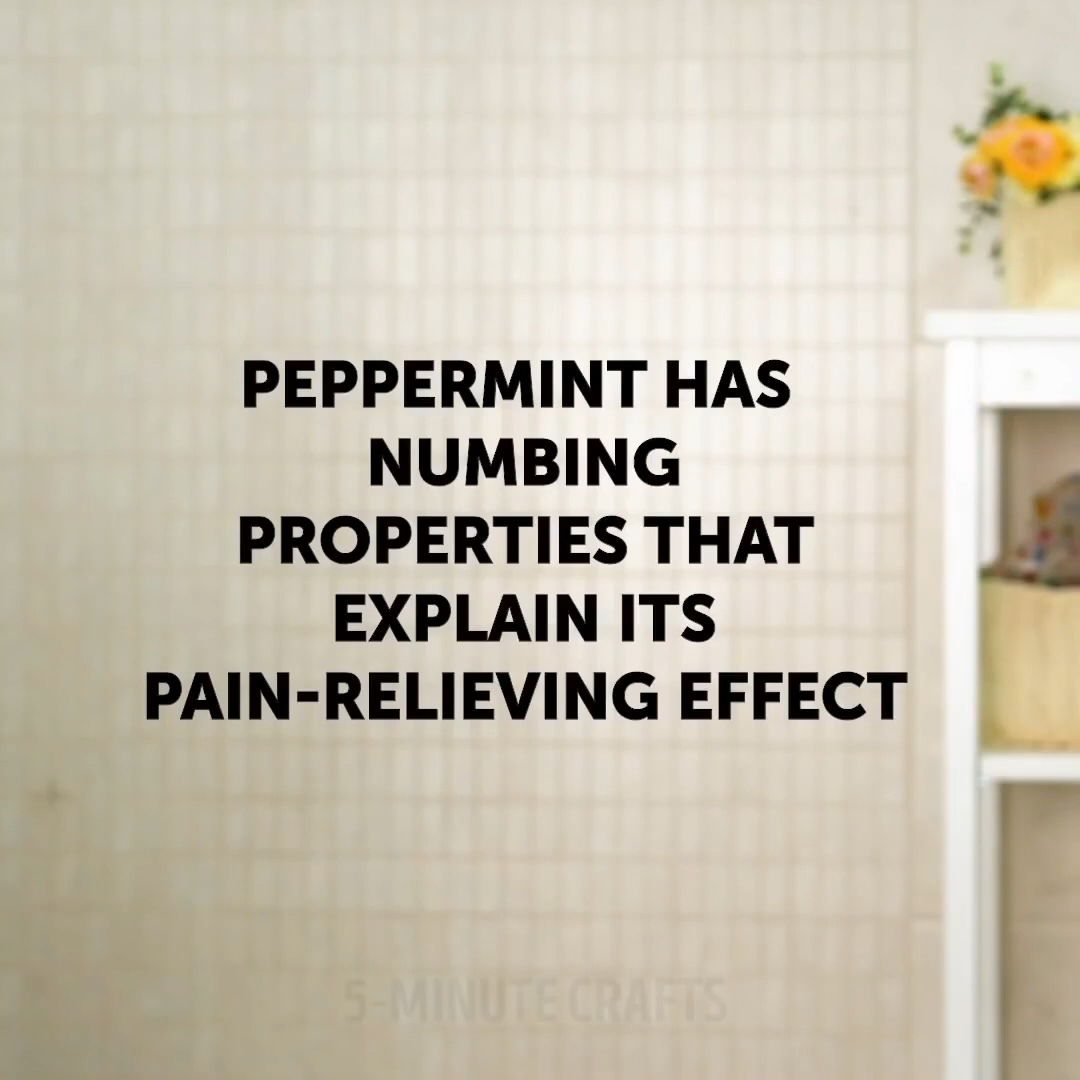 PEPPERMINT HAS
NUMBING
PROPERTIES THAT
EXPLAIN ITS
PAIN-RELIEVING EFFECT
5-MINUTE CRAFTS